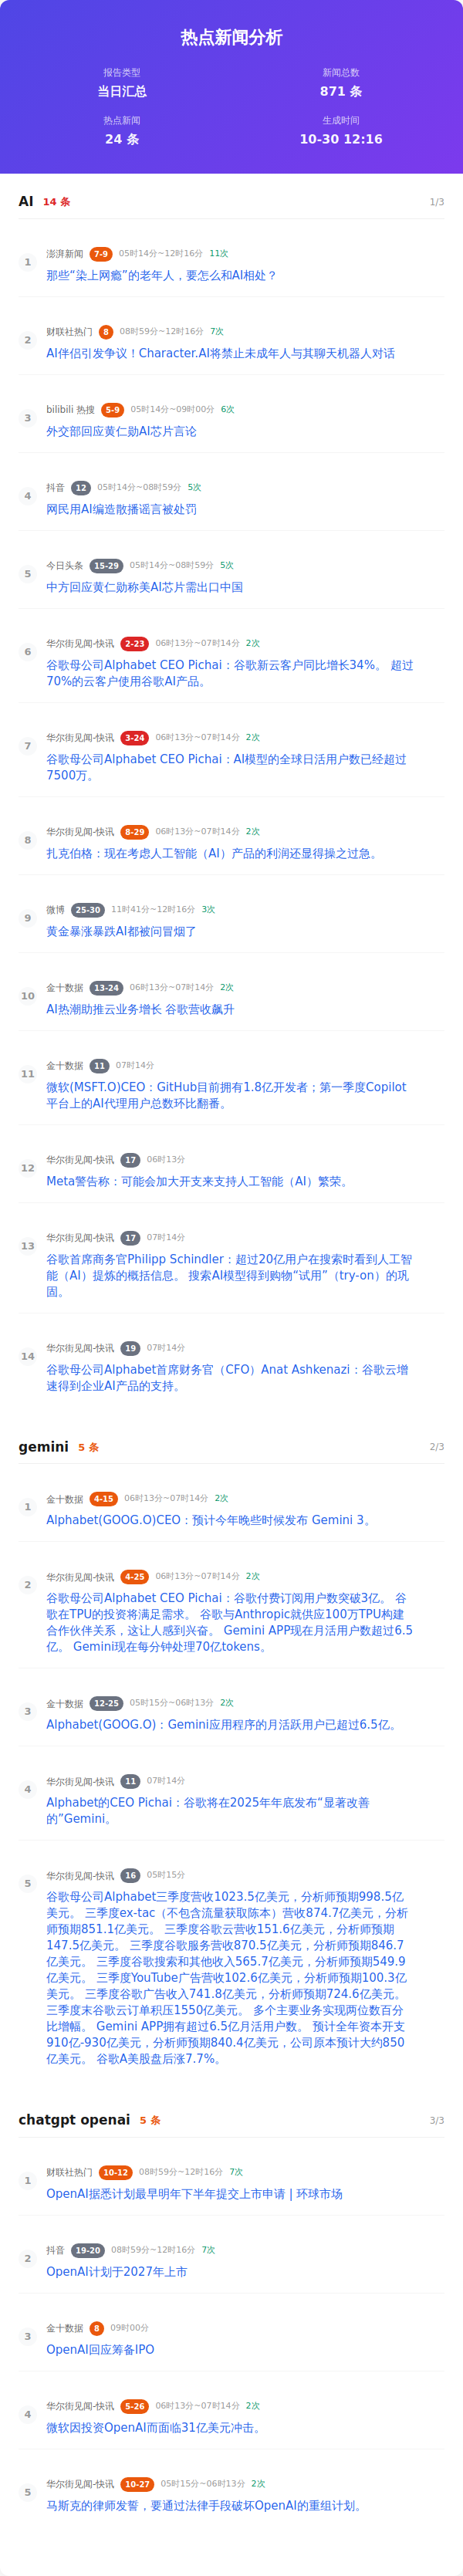 热点新闻分析
报告类型
新闻总数
当日汇总
871 条
热点新闻
生成时间
24 条
10-30 12:16
AI 14 条 1/3
1 澎湃新闻 7-9 05时14分~12时16分 11次
那些“染上网瘾”的老年人，要怎么和AI相处？
2 财联社热门 8 08时59分~12时16分 7次
AI伴侣引发争议！Character.AI将禁止未成年人与其聊天机器人对话
3 bilibili 热搜 5-9 05时14分~09时00分 6次
外交部回应黄仁勋AI芯片言论
4 抖音 12 05时14分~08时59分 5次
网民用AI编造散播谣言被处罚
5 今日头条 15-29 05时14分~08时59分 5次
中方回应黄仁勋称美AI芯片需出口中国
6 华尔街见闻-快讯 2-23 06时13分~07时14分 2次
谷歌母公司Alphabet CEO Pichai：谷歌新云客户同比增长34%。 超过
70%的云客户使用谷歌AI产品。
7 华尔街见闻-快讯 3-24 06时13分~07时14分 2次
谷歌母公司Alphabet CEO Pichai：AI模型的全球日活用户数已经超过
7500万。
8 华尔街见闻-快讯 8-29 06时13分~07时14分 2次
扎克伯格：现在考虑人工智能（AI）产品的利润还显得操之过急。
9 微博 25-30 11时41分~12时16分 3次
黄金暴涨暴跌AI都被问冒烟了
10 金十数据 13-24 06时13分~07时14分 2次
AI热潮助推云业务增长 谷歌营收飙升
11 金十数据 11 07时14分
微软(MSFT.O)CEO：GitHub目前拥有1.8亿开发者；第一季度Copilot
平台上的AI代理用户总数环比翻番。
12 华尔街见闻-快讯 17 06时13分
Meta警告称：可能会加大开支来支持人工智能（AI）繁荣。
13 华尔街见闻-快讯 17 07时14分
谷歌首席商务官Philipp Schindler：超过20亿用户在搜索时看到人工智
能（AI）提炼的概括信息。 搜索AI模型得到购物“试用”（try-on）的巩
固。
14 华尔街见闻-快讯 19 07时14分
谷歌母公司Alphabet首席财务官（CFO）Anat Ashkenazi：谷歌云增
速得到企业AI产品的支持。
gemini 5 条 2/3
1 金十数据 4-15 06时13分~07时14分 2次
Alphabet(GOOG.O)CEO：预计今年晚些时候发布 Gemini 3。
2 华尔街见闻-快讯 4-25 06时13分~07时14分 2次
谷歌母公司Alphabet CEO Pichai：谷歌付费订阅用户数突破3亿。 谷
歌在TPU的投资将满足需求。 谷歌与Anthropic就供应100万TPU构建
合作伙伴关系，这让人感到兴奋。 Gemini APP现在月活用户数超过6.5
亿。 Gemini现在每分钟处理70亿tokens。
3 金十数据 12-25 05时15分~06时13分 2次
Alphabet(GOOG.O)：Gemini应用程序的月活跃用户已超过6.5亿。
4 华尔街见闻-快讯 11 07时14分
Alphabet的CEO Pichai：谷歌将在2025年年底发布“显著改善
的”Gemini。
5 华尔街见闻-快讯 16 05时15分
谷歌母公司Alphabet三季度营收1023.5亿美元，分析师预期998.5亿
美元。 三季度ex-tac（不包含流量获取陈本）营收874.7亿美元，分析
师预期851.1亿美元。 三季度谷歌云营收151.6亿美元，分析师预期
147.5亿美元。 三季度谷歌服务营收870.5亿美元，分析师预期846.7
亿美元。 三季度谷歌搜索和其他收入565.7亿美元，分析师预期549.9
亿美元。 三季度YouTube广告营收102.6亿美元，分析师预期100.3亿
美元。 三季度谷歌广告收入741.8亿美元，分析师预期724.6亿美元。
三季度末谷歌云订单积压1550亿美元。 多个主要业务实现两位数百分
比增幅。 Gemini APP拥有超过6.5亿月活用户数。 预计全年资本开支
910亿-930亿美元，分析师预期840.4亿美元，公司原本预计大约850
亿美元。 谷歌A美股盘后涨7.7%。
chatgpt openai 5 条 3/3
1 财联社热门 10-12 08时59分~12时16分 7次
OpenAI据悉计划最早明年下半年提交上市申请 | 环球市场
2 抖音 19-20 08时59分~12时16分 7次
OpenAI计划于2027年上市
3 金十数据 8 09时00分
OpenAI回应筹备IPO
4 华尔街见闻-快讯 5-26 06时13分~07时14分 2次
微软因投资OpenAI而面临31亿美元冲击。
5 华尔街见闻-快讯 10-27 05时15分~06时13分 2次
马斯克的律师发誓，要通过法律手段破坏OpenAI的重组计划。